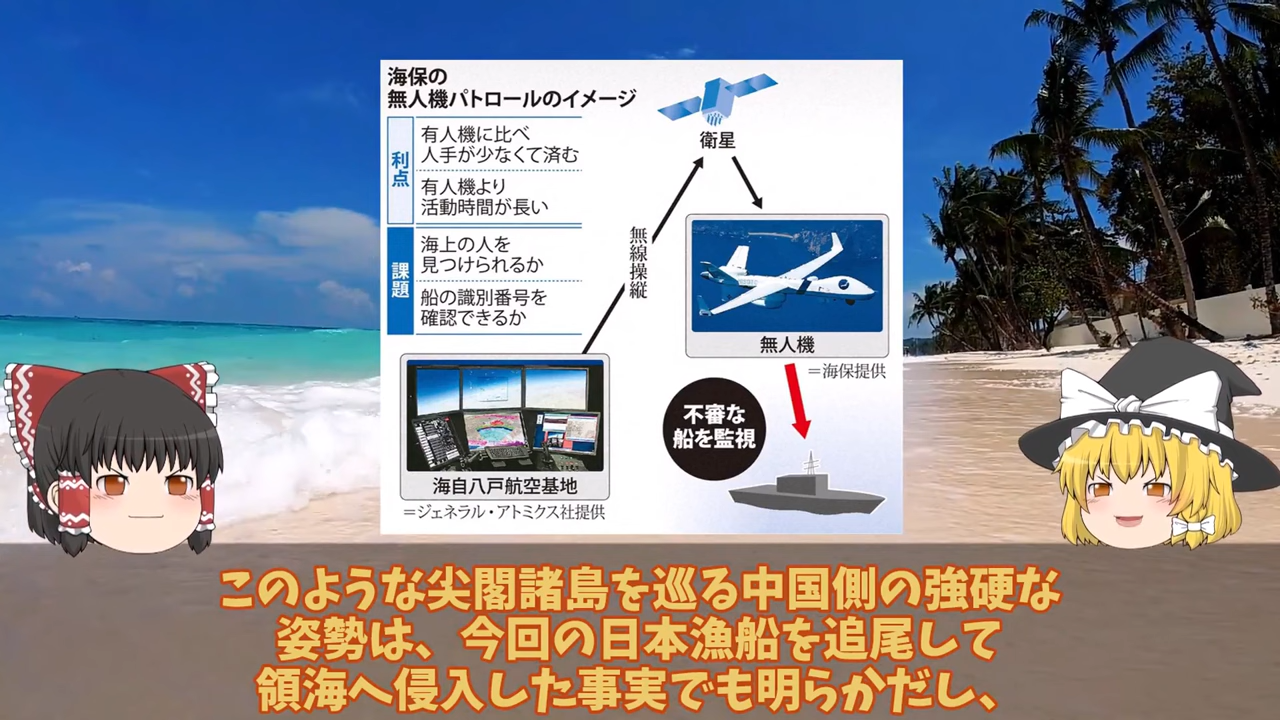 海保の
無人機パトロールのイメージ
利点
有人機に比べ
人手が少なくて済む
有人機より
活動時間が長い
課題
海上の人を
見つけられるか
船の識別番号を
確認できるか
衛星
無線操縦
無人機
＝海保提供
不審な
船を監視
海自八戸航空基地
＝ジェネラル・アトミクス社提供
このような尖閣諸島を巡る中国側の強硬な
姿勢は、今回の日本漁船を追尾して
領海へ侵入した事実でも明らかだし、